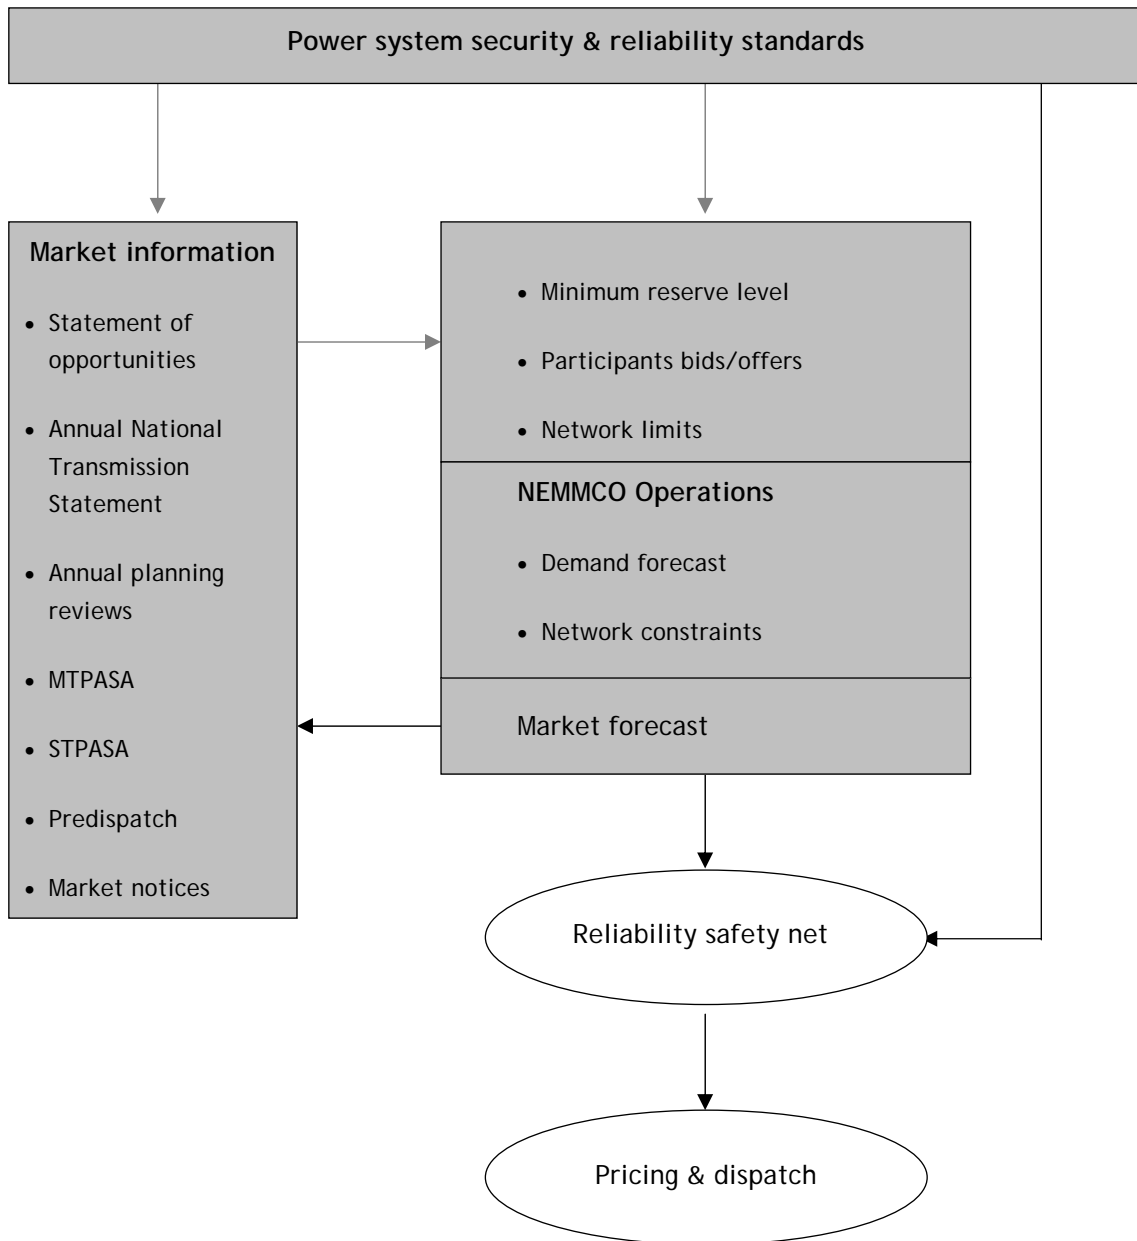 Power system security & reliability standards
Market information
• Statement of
opportunities
• Annual National
Transmission
Statement
• Annual planning
reviews
• MTPASA
• STPASA
• Predispatch
• Market notices
• Minimum reserve level
• Participants bids/offers
• Network limits
NEMMCO Operations
• Demand forecast
• Network constraints
Market forecast
Reliability safety net
Pricing & dispatch